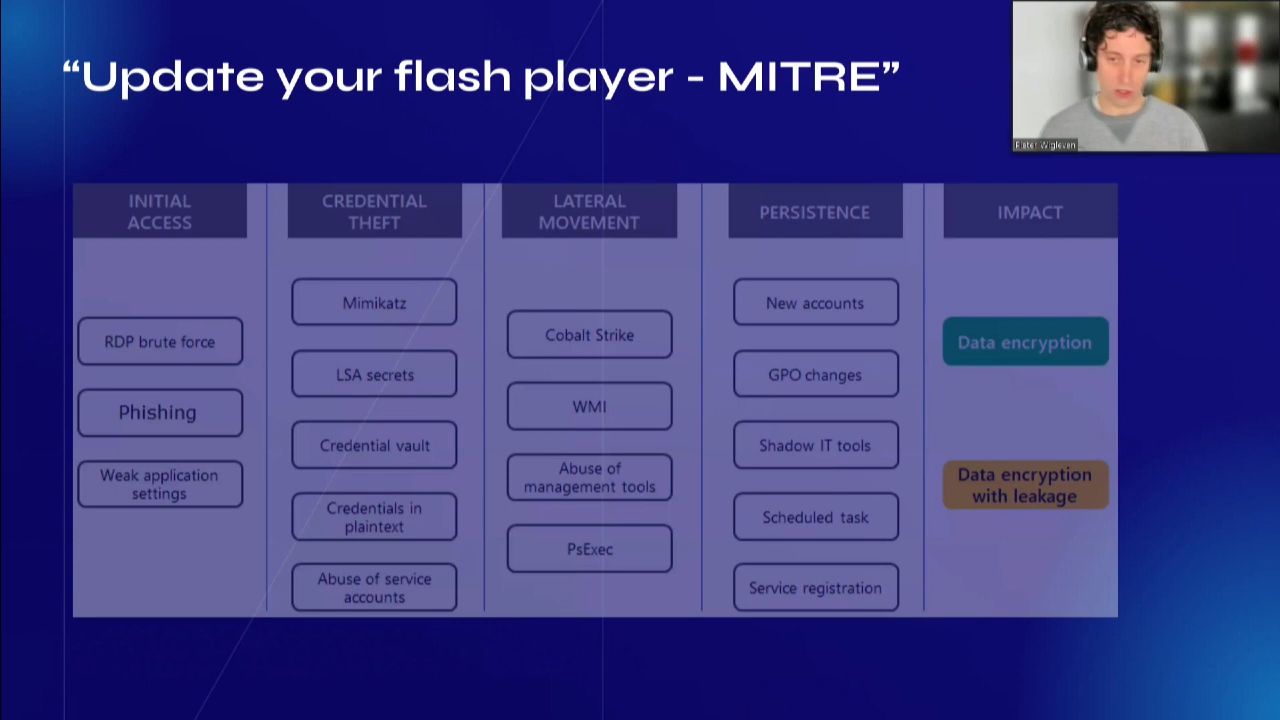 “Update your flash player - MITRE”
Pieter Wigleven
INITIAL
ACCESS
RDP brute force
Phishing
Weak application
settings
CREDENTIAL
THEFT
Mimikatz
LSA secrets
Credential vault
Credentials in
plaintext
Abuse of service
accounts
LATERAL
MOVEMENT
Cobalt Strike
WMI
Abuse of
management tools
PsExec
PERSISTENCE
New accounts
GPO changes
Shadow IT tools
Scheduled task
Service registration
IMPACT
Data encryption
Data encryption
with leakage